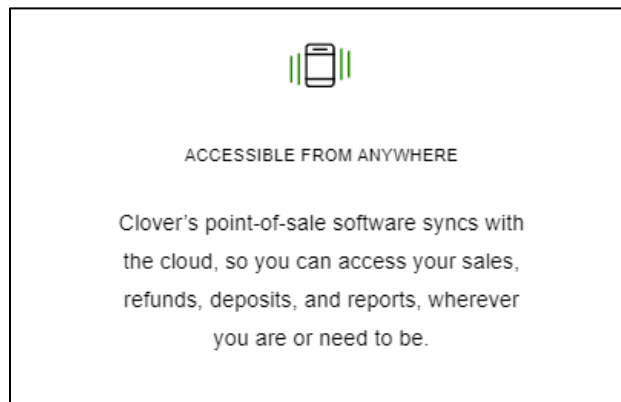 ACCESSIBLE FROM ANYWHERE
Clover’s point-of-sale software syncs with
the cloud, so you can access your sales,
refunds, deposits, and reports, wherever
you are or need to be.